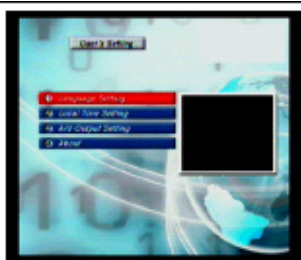 User's Setting
Language Setting
Local Time Setting
A/V Output Setting
About